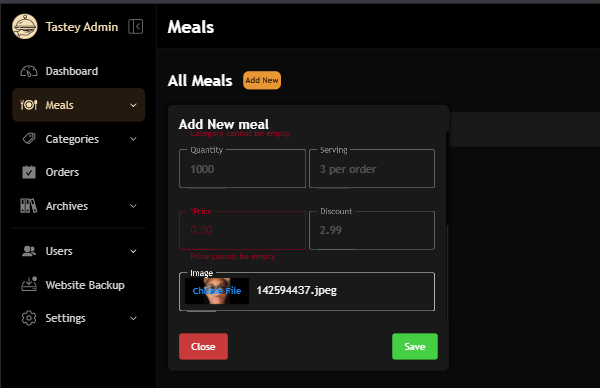 Tastey Admin
Meals
Dashboard
All Meals
Add New
Meals
Add New meal
Category cannot be empty
Categories
Quantity
1000
Serving
3 per order
Orders
Archives
*Price
0.00
Discount
2.99
Users
Price cannot be empty
Website Backup
Image
Choose File
142594437.jpeg
Settings
Close
Save